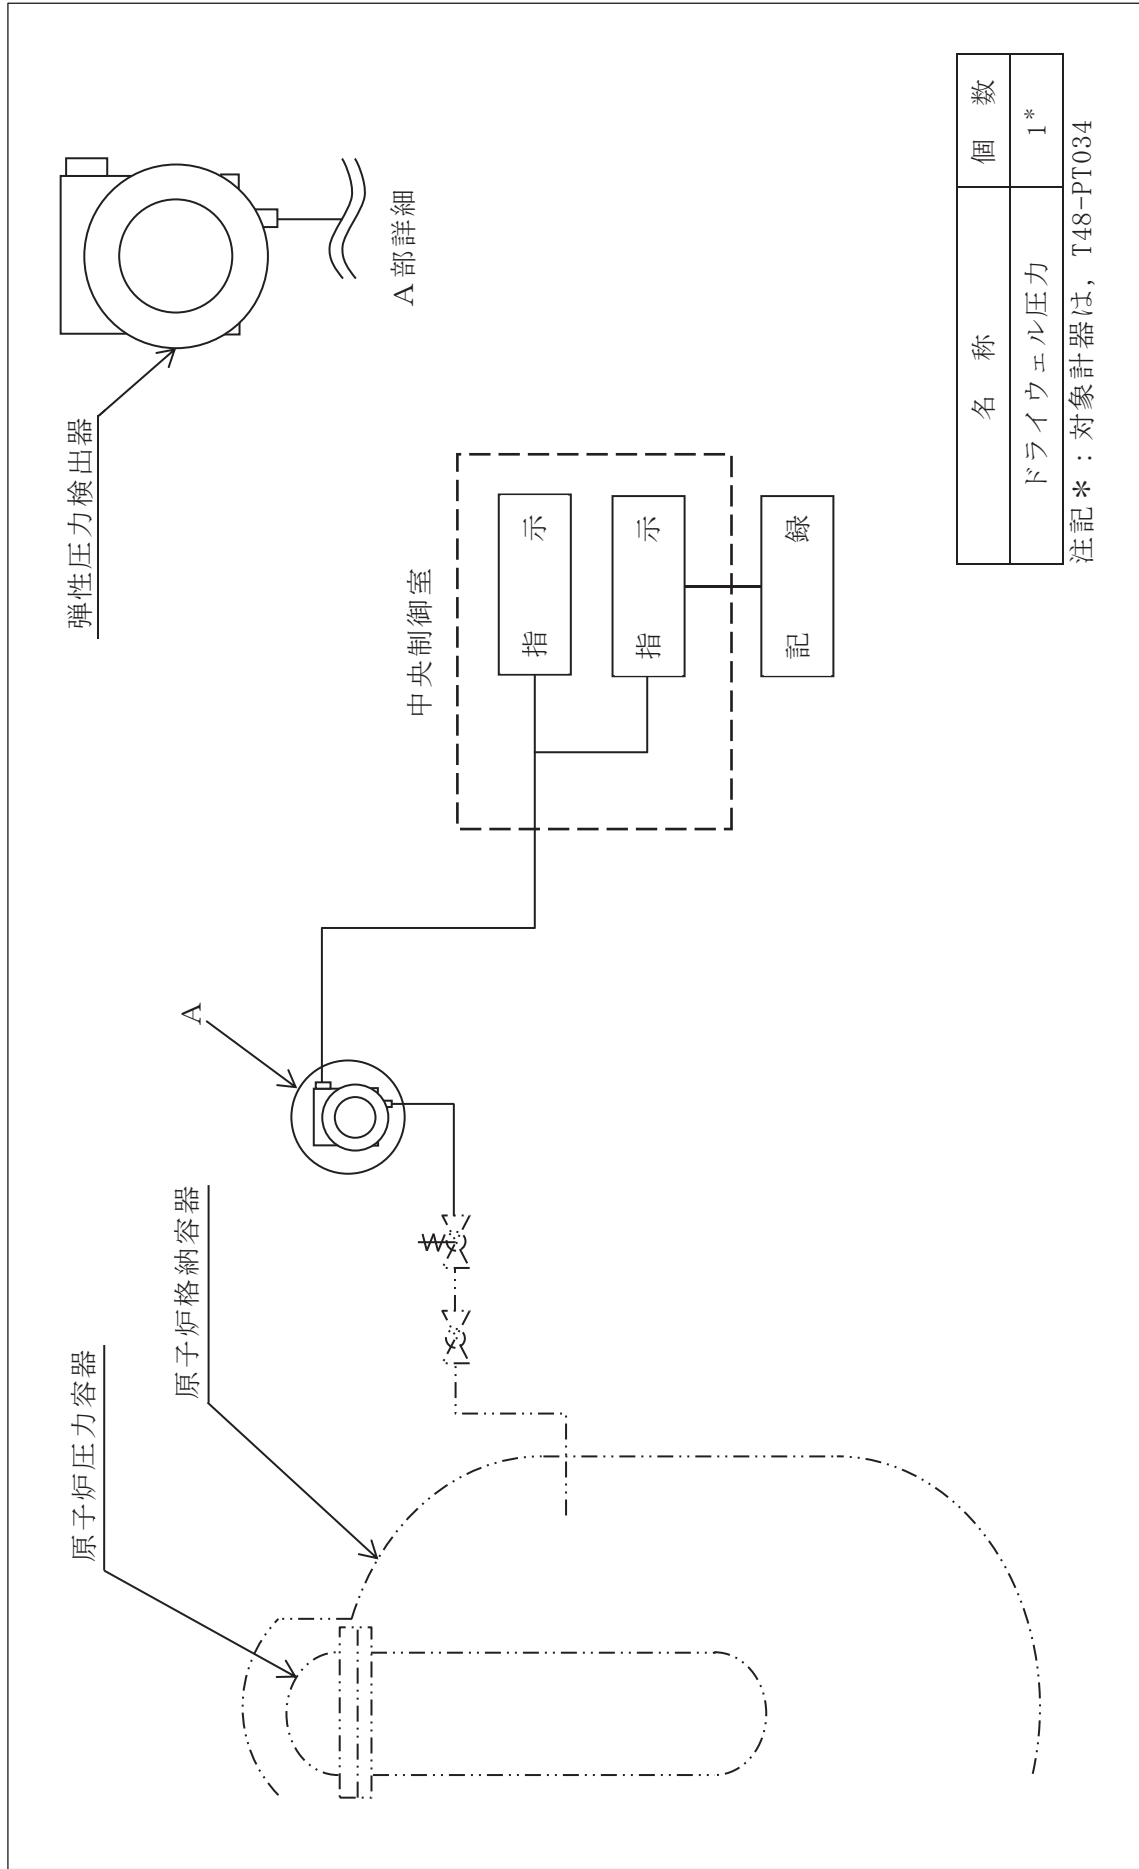 原子炉圧力容器
原子炉格納容器
A
中央制御室
指　　示
指　　示
記　　録
弾性圧力検出器
A部詳細
名　　称　　個　数
ドライウェル圧力　　1*
注記＊：対象計器は，T48-PT034